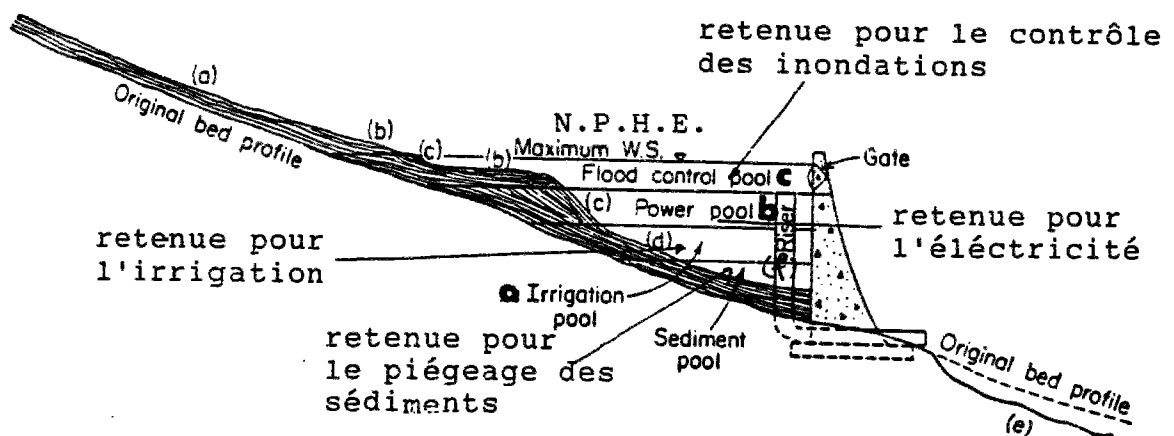 retenue pour le contrôle
des inondations
(a)
Original bed profile
(b)
(c)
(b)
N.P.H.E.
Maximum W.S.
Gate
Flood control pool c
(c)
Power pool b
Riser
retenue pour
l'éléctricité
retenue pour
l'irrigation
(d)
a Irrigation
pool
Sediment
pool
retenue pour
le piégeage des
sédiments
Original bed profile
(e)